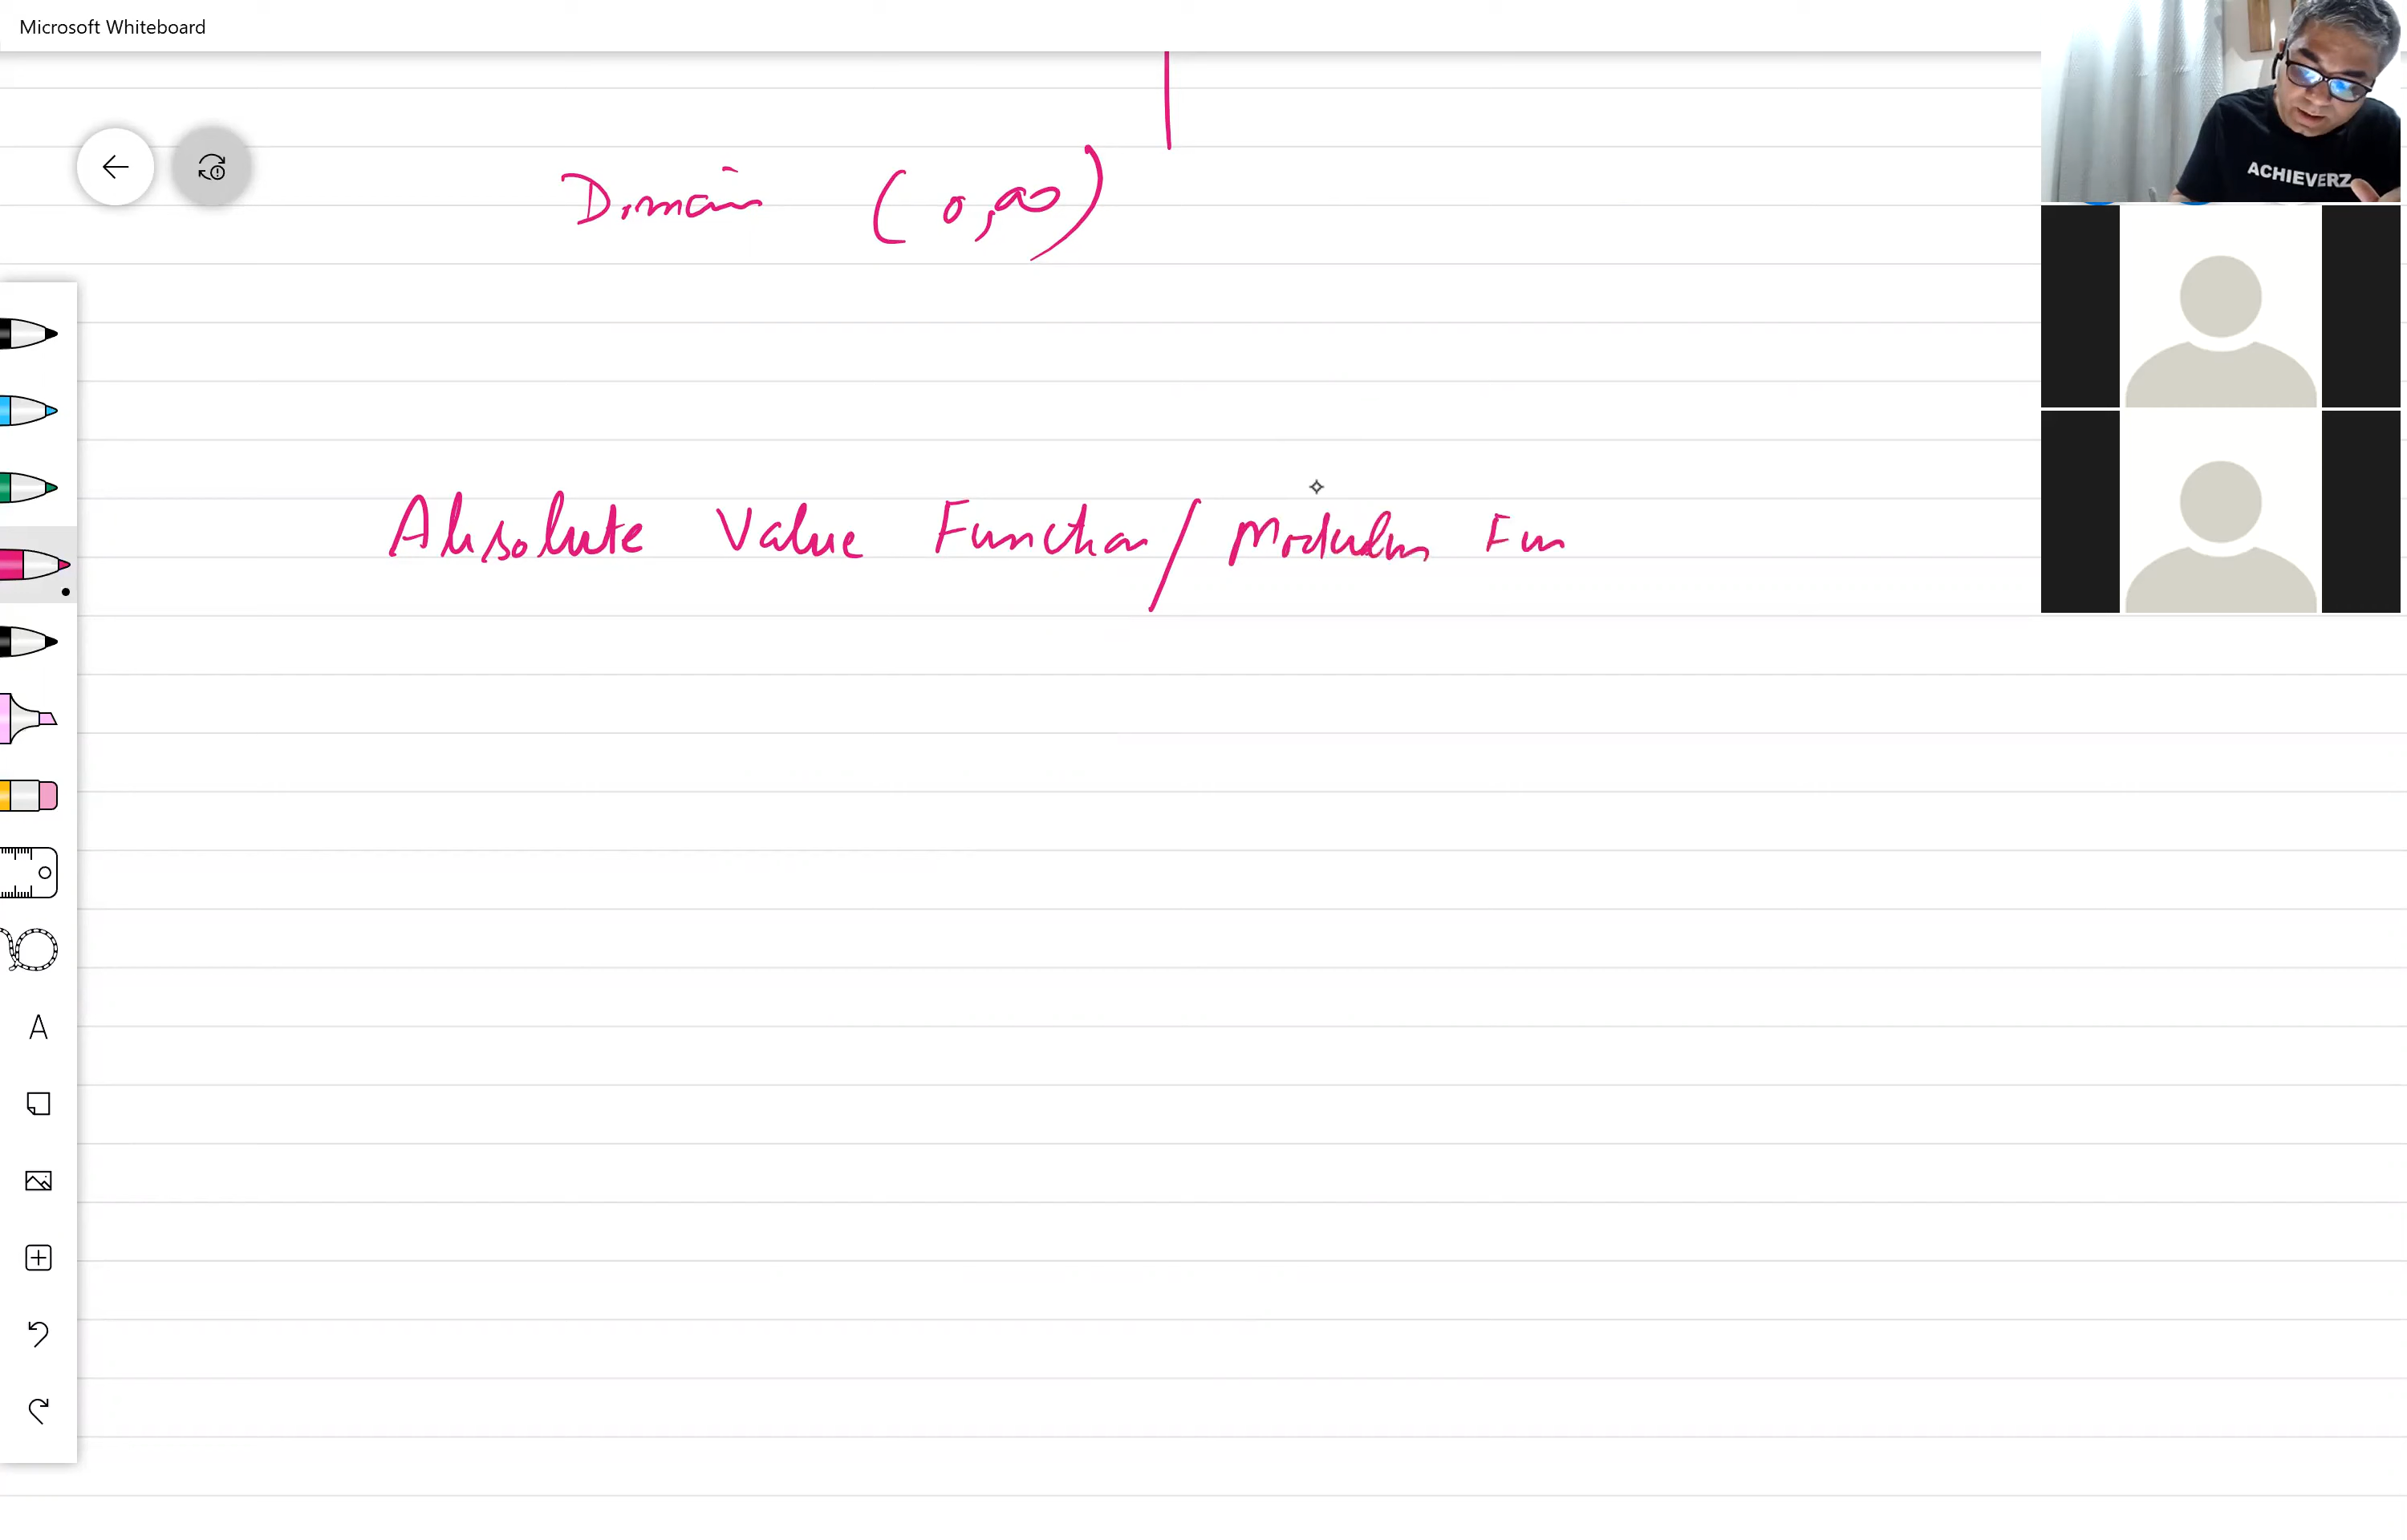 Microsoft Whiteboard
ACHIEVERZ
Domain (0,∞)
Absolute Value Function/ Modulus Fun
A